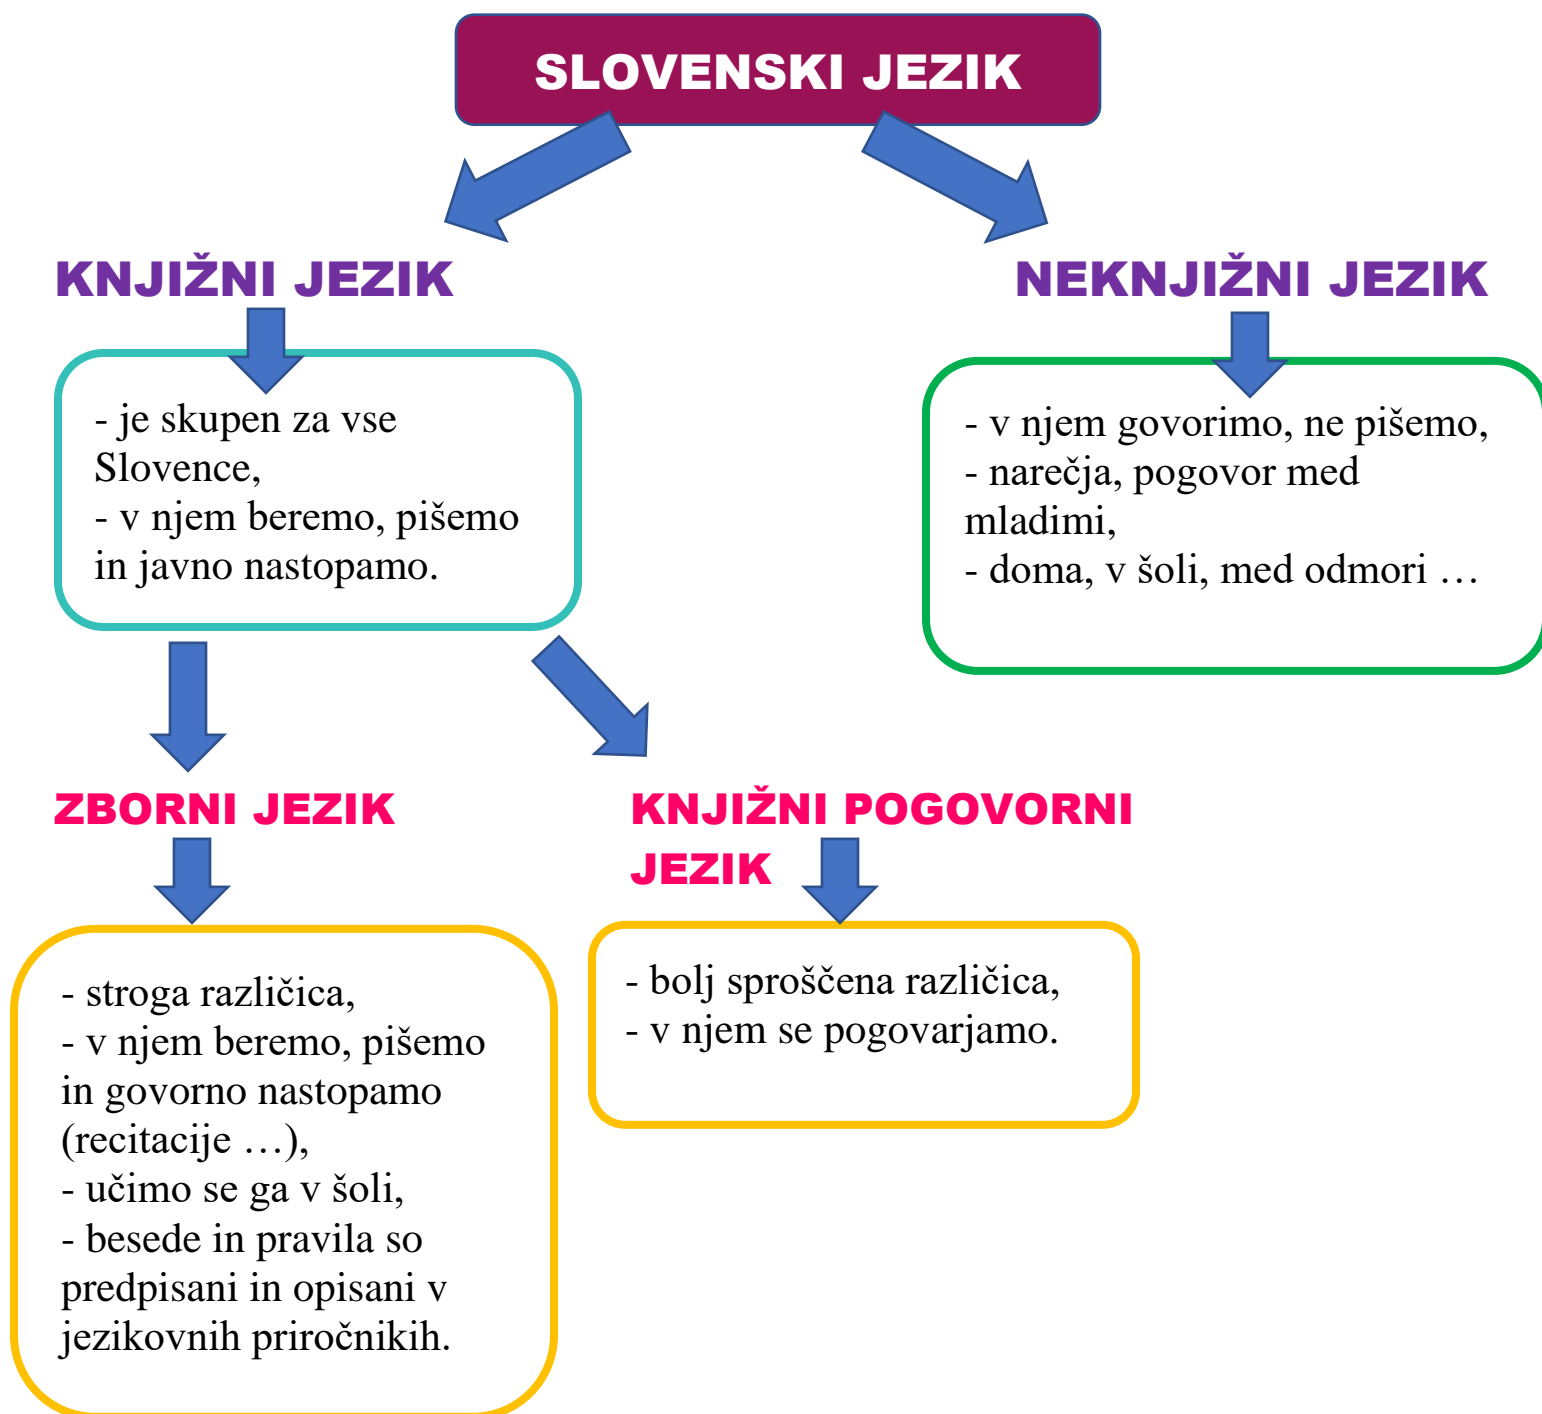 SLOVENSKI JEZIK
KNJIŽNI JEZIK
NEKNJIŽNI JEZIK
- je skupen za vse
Slovence,
- v njem beremo, pišemo
in javno nastopamo.
- v njem govorimo, ne pišemo,
- narečja, pogovor med
mladimi,
- doma, v šoli, med odmori …
ZBORNI JEZIK
KNJIŽNI POGOVORNI
JEZIK
- stroga različica,
- v njem beremo, pišemo
in govorno nastopamo
(recitacije …),
- učimo se ga v šoli,
- besede in pravila so
predpisani in opisani v
jezikovnih priročnikih.
- bolj sproščena različica,
- v njem se pogovarjamo.